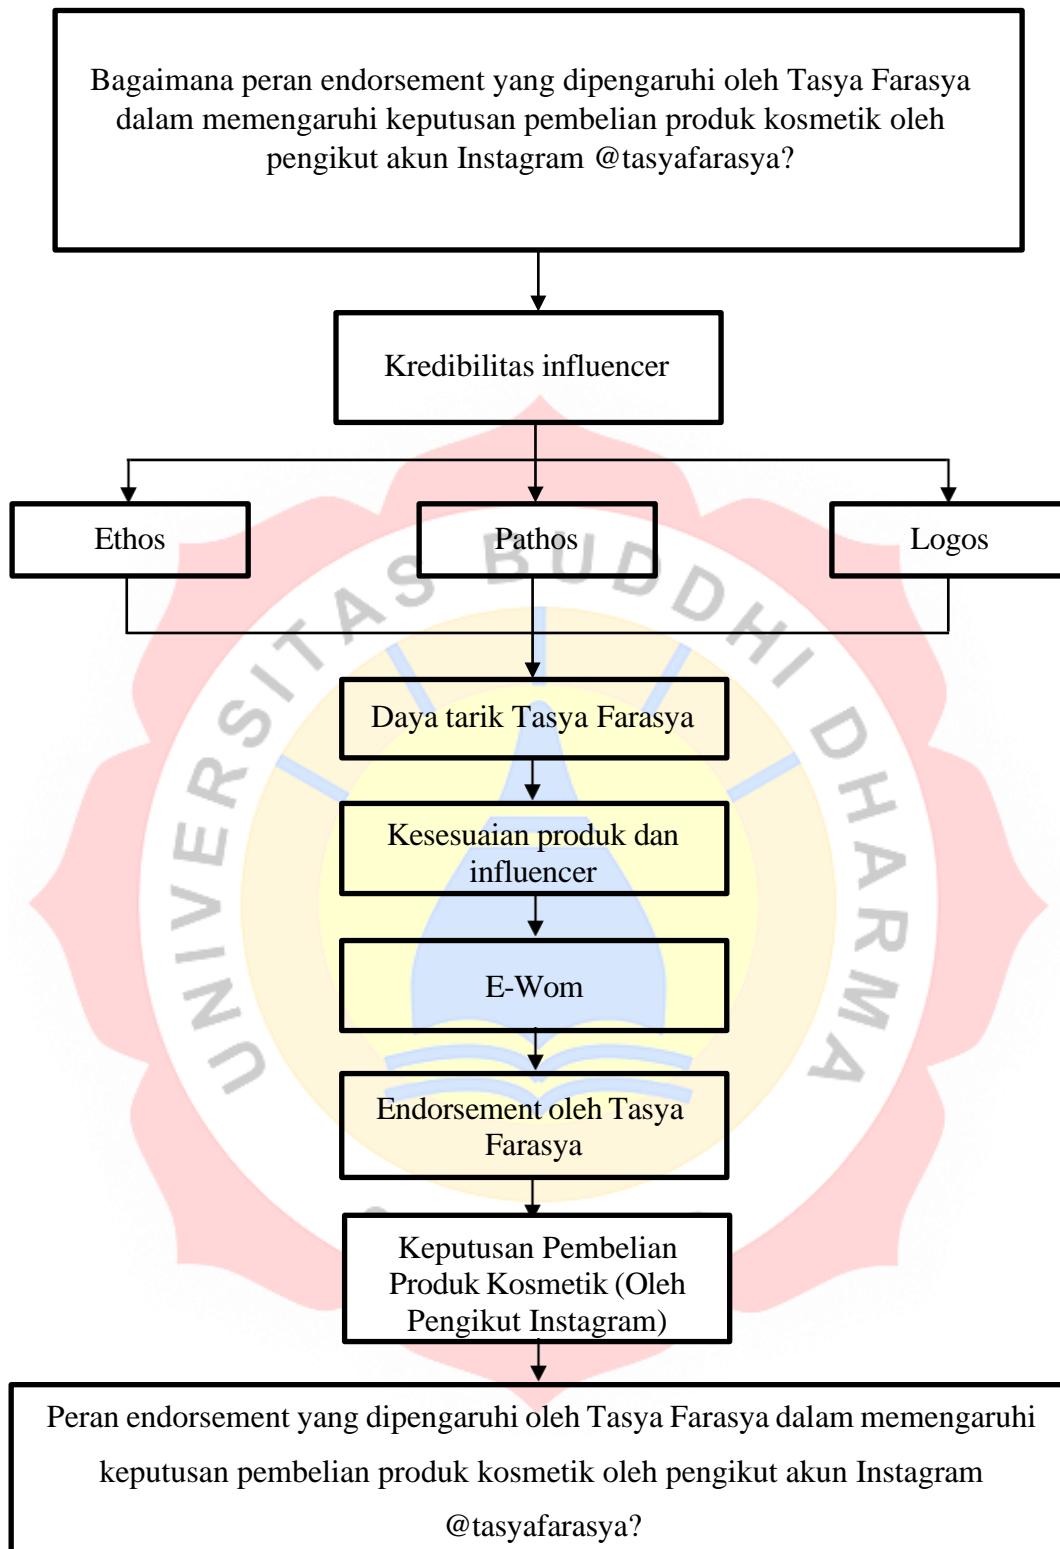 Bagaimana peran endorsement yang dipengaruhi oleh Tasya Farasya
dalam memengaruhi keputusan pembelian produk kosmetik oleh
pengikut akun Instagram @tasyafarasya?
Kredibilitas influencer
Ethos
Pathos
Logos
UNIVERSITAS BUDDHI DHARMA
Daya tarik Tasya Farasya
Kesesuaian produk dan
influencer
E-Wom
Endorsement oleh Tasya
Farasya
Keputusan Pembelian
Produk Kosmetik (Oleh
Pengikut Instagram)
Peran endorsement yang dipengaruhi oleh Tasya Farasya dalam memengaruhi
keputusan pembelian produk kosmetik oleh pengikut akun Instagram
@tasyafarasya?